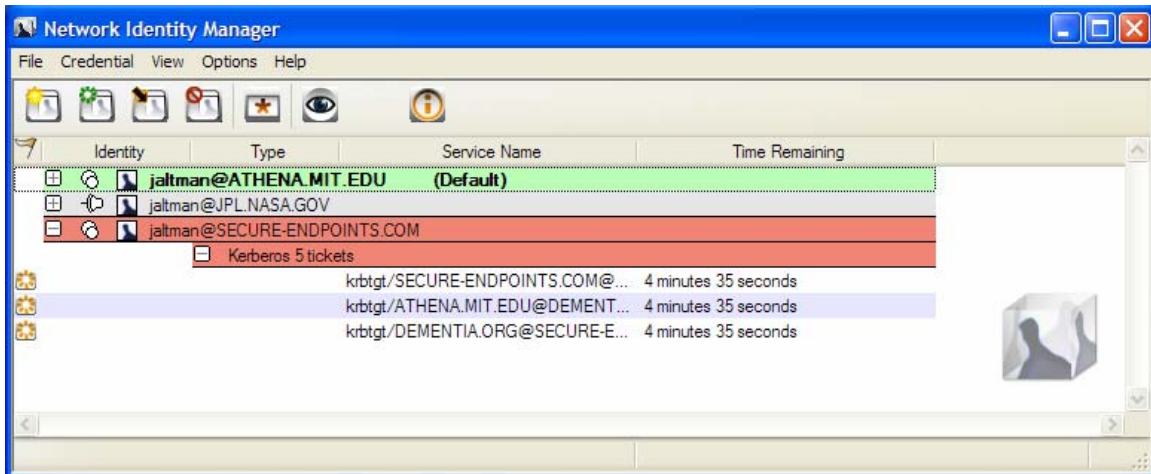 Network Identity Manager
File Credential View Options Help
Identity Type Service Name Time Remaining
jaltman@ATHENA.MIT.EDU (Default)
jaltman@JPL.NASA.GOV
jaltman@SECURE-ENDPOINTS.COM
Kerberos 5 tickets
krbtgt/SECURE-ENDPOINTS.COM@... 4 minutes 35 seconds
krbtgt/ATHENA.MIT.EDU@DEMENT... 4 minutes 35 seconds
krbtgt/DEMENTIA.ORG@SECURE-E... 4 minutes 35 seconds